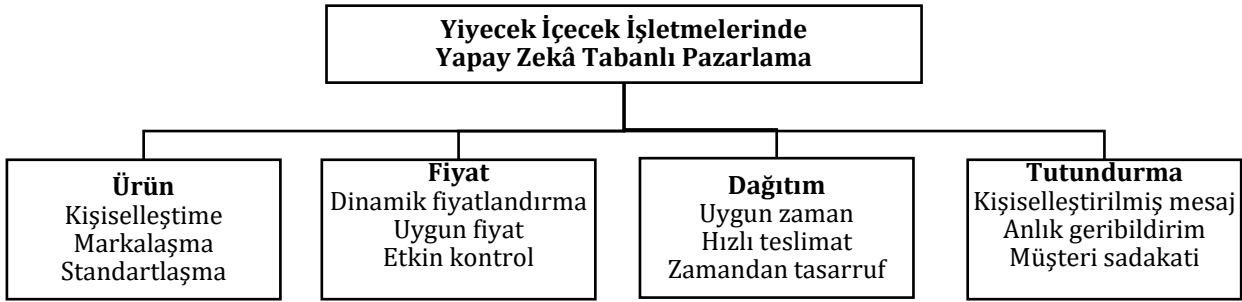 Yiyecek İçecek İşletmelerinde
Yapay Zekâ Tabanlı Pazarlama
Ürün
Kişiselleştime
Markalaşma
Standartlaşma
Fiyat
Dinamik fiyatlandırma
Uygun fiyat
Etkin kontrol
Dağıtım
Uygun zaman
Hızlı teslimat
Zamandan tasarruf
Tutundurma
Kişiselleştirilmiş mesaj
Anlık geribildirim
Müşteri sadakati